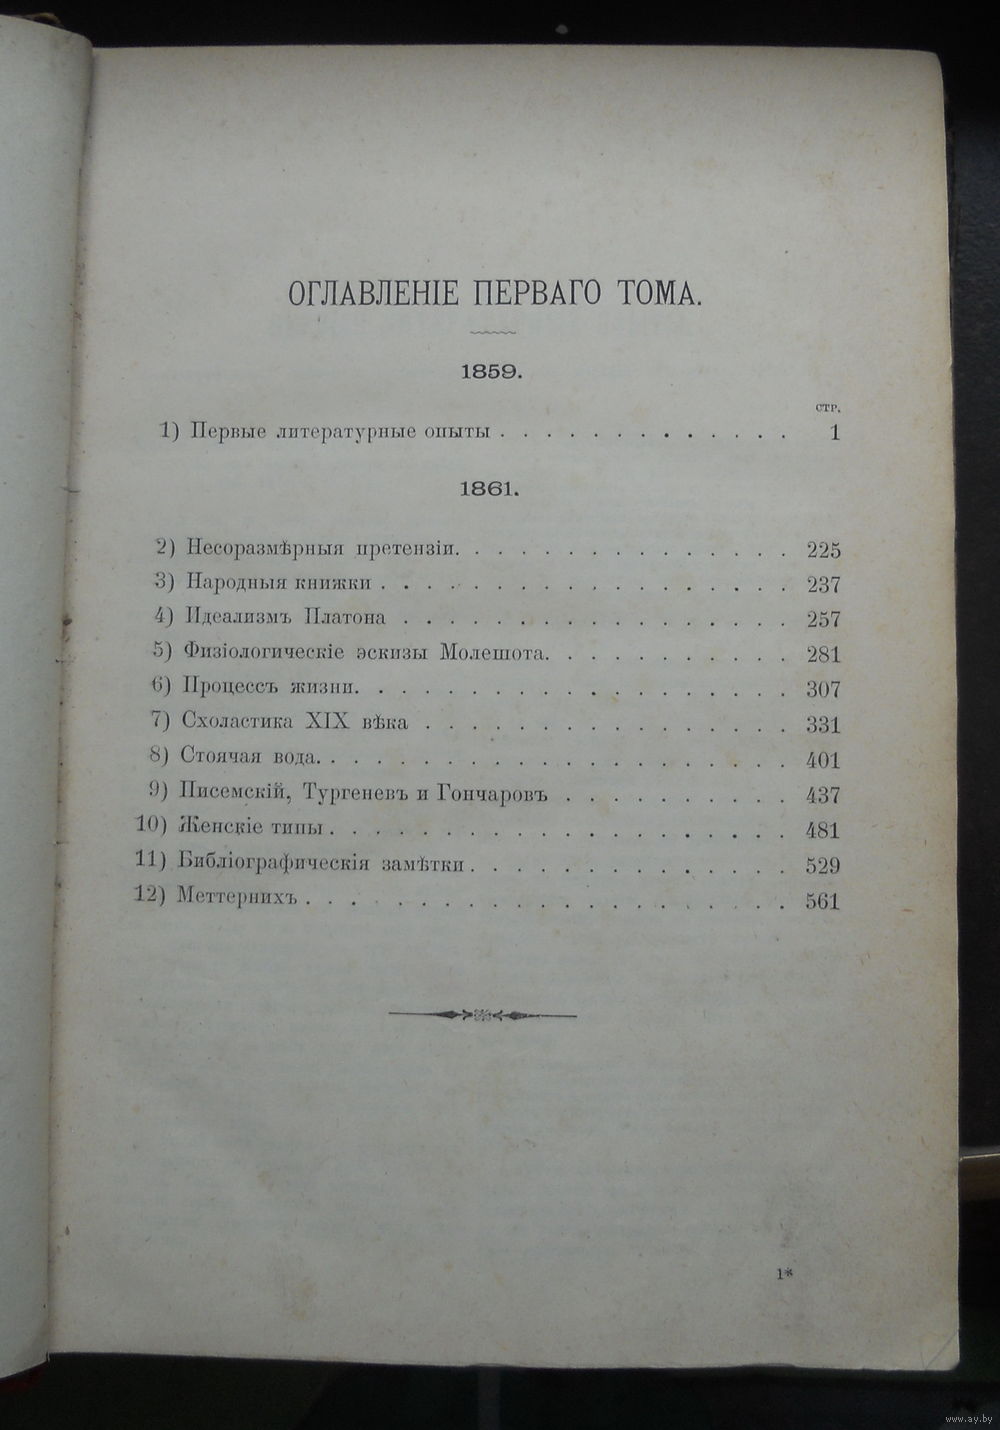 ОГЛАВЛЕНІЕ ПЕРВАГО ТОМА.
1859.
СТР.
1) Первые литературные опыты . . . . . . . . . . . . . 1
1861.
2) Несоразмѣрныя претензіи. . . . . . . . . . . . . . . 225
3) Народныя книжки . . . . . . . . . . . . . . . . . . 237
4) Идеализмъ Платона . . . . . . . . . . . . . . . . . 257
5) Физіологическіе эскизы Молешота. . . . . . . . . . . 281
6) Процессъ жизни. . . . . . . . . . . . . . . . . . . 307
7) Схоластика XIX вѣка . . . . . . . . . . . . . . . . 331
8) Стоячая вода. . . . . . . . . . . . . . . . . . . . . 401
9) Писемскій, Тургеневъ и Гончаровъ . . . . . . . . . . 437
10) Женскіе типы . . . . . . . . . . . . . . . . . . . . 481
11) Библіографическія замѣтки . . . . . . . . . . . . . . 529
12) Меттернихъ . . . . . . . . . . . . . . . . . . . . . 561
1*
www.ay.by